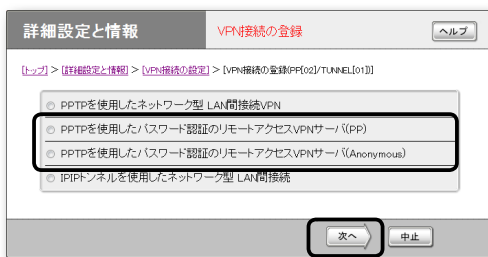 詳細設定と情報
VPN接続の登録
ヘルプ
[トップ] > [詳細設定と情報] > [VPN接続の設定] > [VPN接続の登録(PP[02]/TUNNEL[01])]
PPTPを使用したネットワーク型 LAN間接続VPN
PPTPを使用したパスワード認証のリモートアクセスVPNサーバ(PP)
PPTPを使用したパスワード認証のリモートアクセスVPNサーバ(Anonymous)
IPIPトンネルを使用したネットワーク型 LAN間接続
次へ
中止